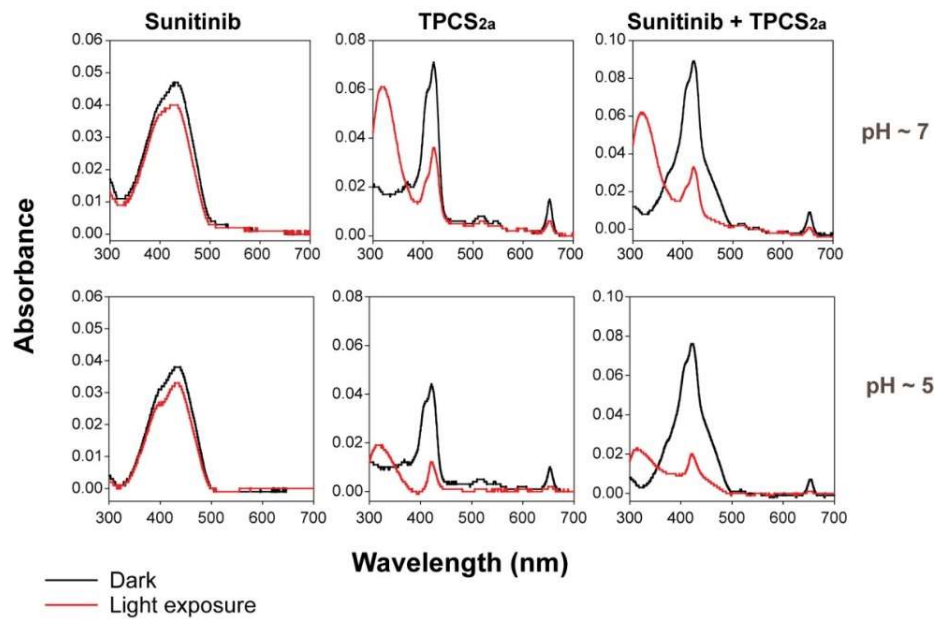 Sunitinib
TPCS2a
Sunitinib + TPCS2a
0.06
0.05
0.04
0.03
0.02
0.01
0.00
300 400 500 600 700
0.08
0.06
0.04
0.02
0.00
300 400 500 600 700
0.10
0.08
0.06
0.04
0.02
0.00
300 400 500 600 700
pH ~ 7
Absorbance
0.06
0.05
0.04
0.03
0.02
0.01
0.00
300 400 500 600 700
0.08
0.06
0.04
0.02
0.00
300 400 500 600 700
0.10
0.08
0.06
0.04
0.02
0.00
300 400 500 600 700
pH ~ 5
Wavelength (nm)
Dark
Light exposure